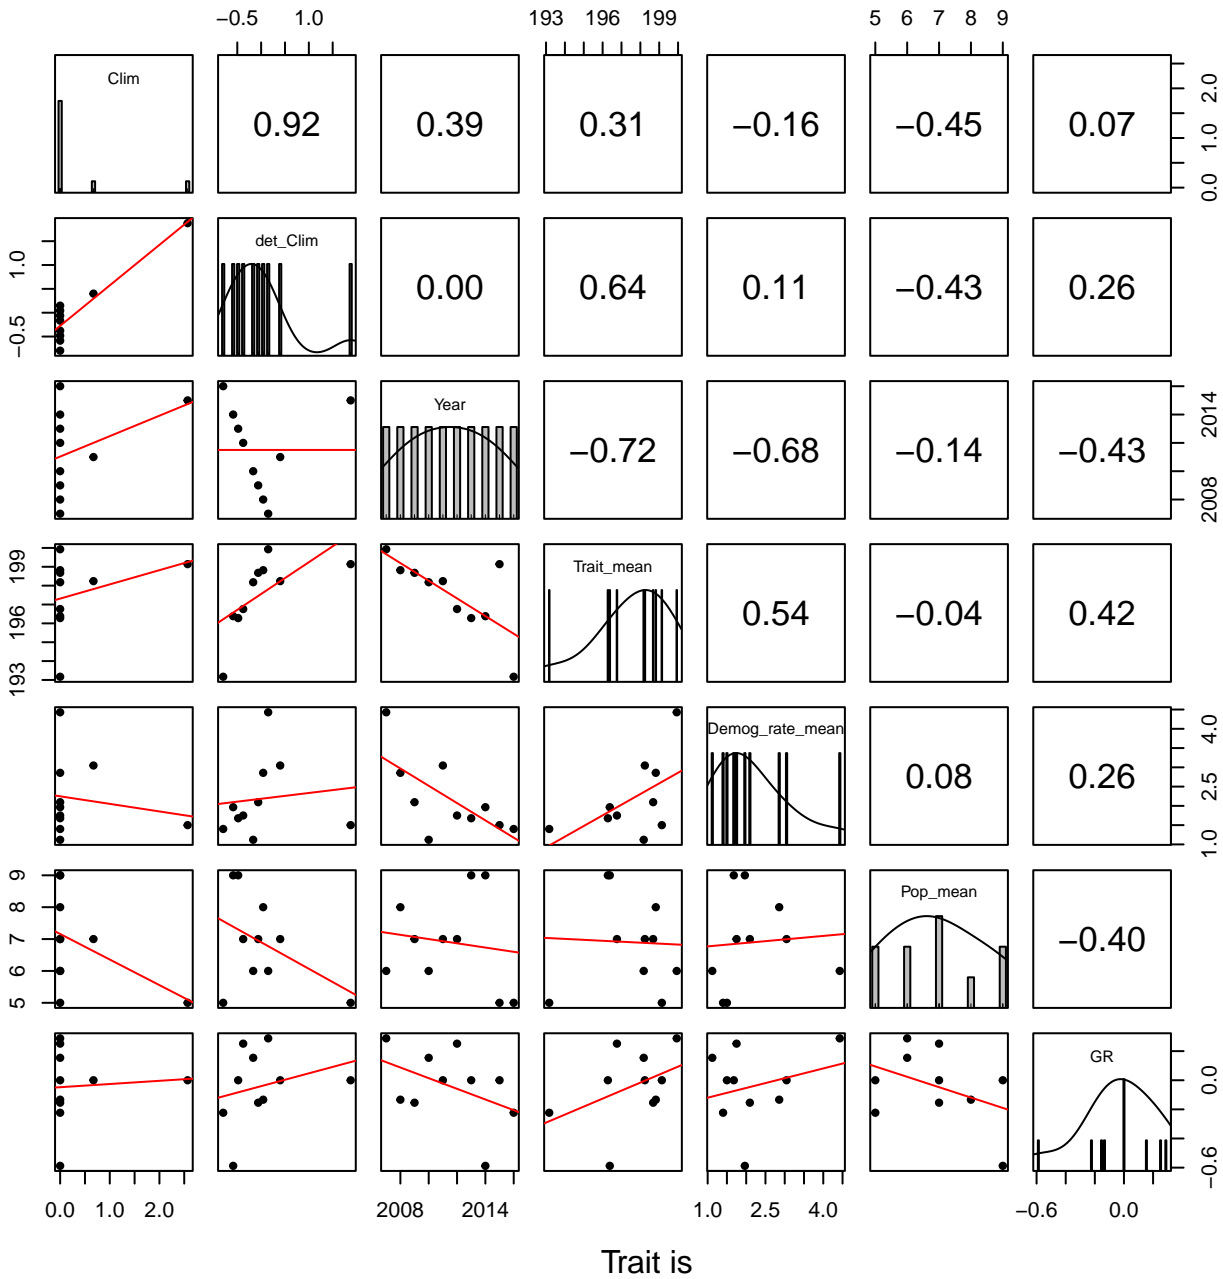 −0.5 1.0 193 196 199 5 6 7 8 9
Clim 0.92 0.39 0.31 −0.16 −0.45 0.07 0.0 1.0 2.0
−0.5 1.0 det_Clim 0.00 0.64 0.11 −0.43 0.26
Year −0.72 −0.68 −0.14 −0.43 2008 2014
193 196 199 Trait_mean 0.54 −0.04 0.42
Demog_rate_mean 0.08 0.26 1.0 2.5 4.0
5 6 7 8 9 Pop_mean −0.40
GR −0.6 0.0
0.0 1.0 2.0 2008 2014 1.0 2.5 4.0 −0.6 0.0
Trait is